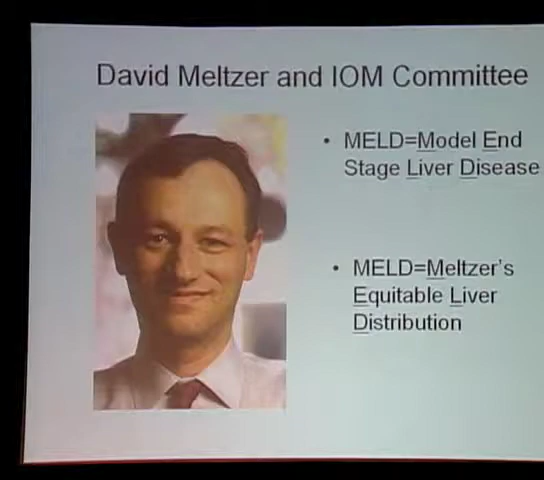 David Meltzer and IOM Committee
• MELD=Model End
Stage Liver Disease
• MELD=Meltzer's
Equitable Liver
Distribution